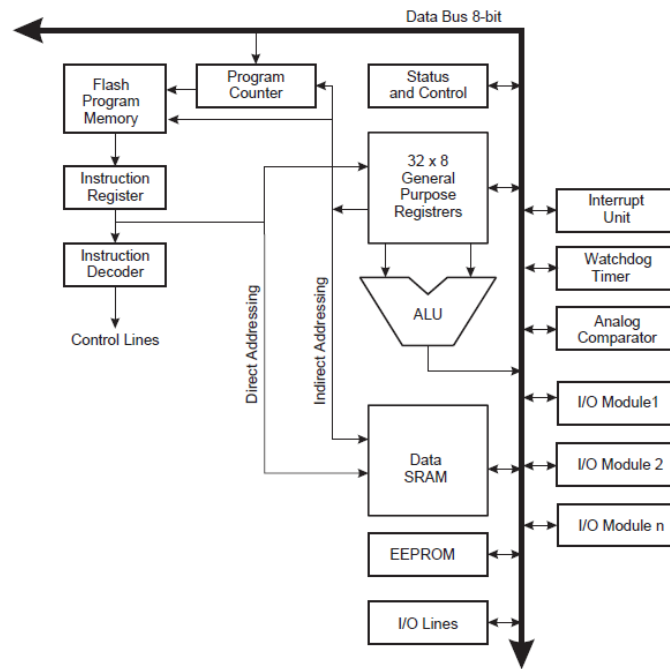 Data Bus 8-bit
Flash
Program
Memory
Program
Counter
Status
and Control
Instruction
Register
32 x 8
General
Purpose
Registrers
Interrupt
Unit
Instruction
Decoder
Watchdog
Timer
ALU
Analog
Comparator
Control Lines
Direct Addressing
Indirect Addressing
I/O Module1
Data
SRAM
I/O Module 2
I/O Module n
EEPROM
I/O Lines